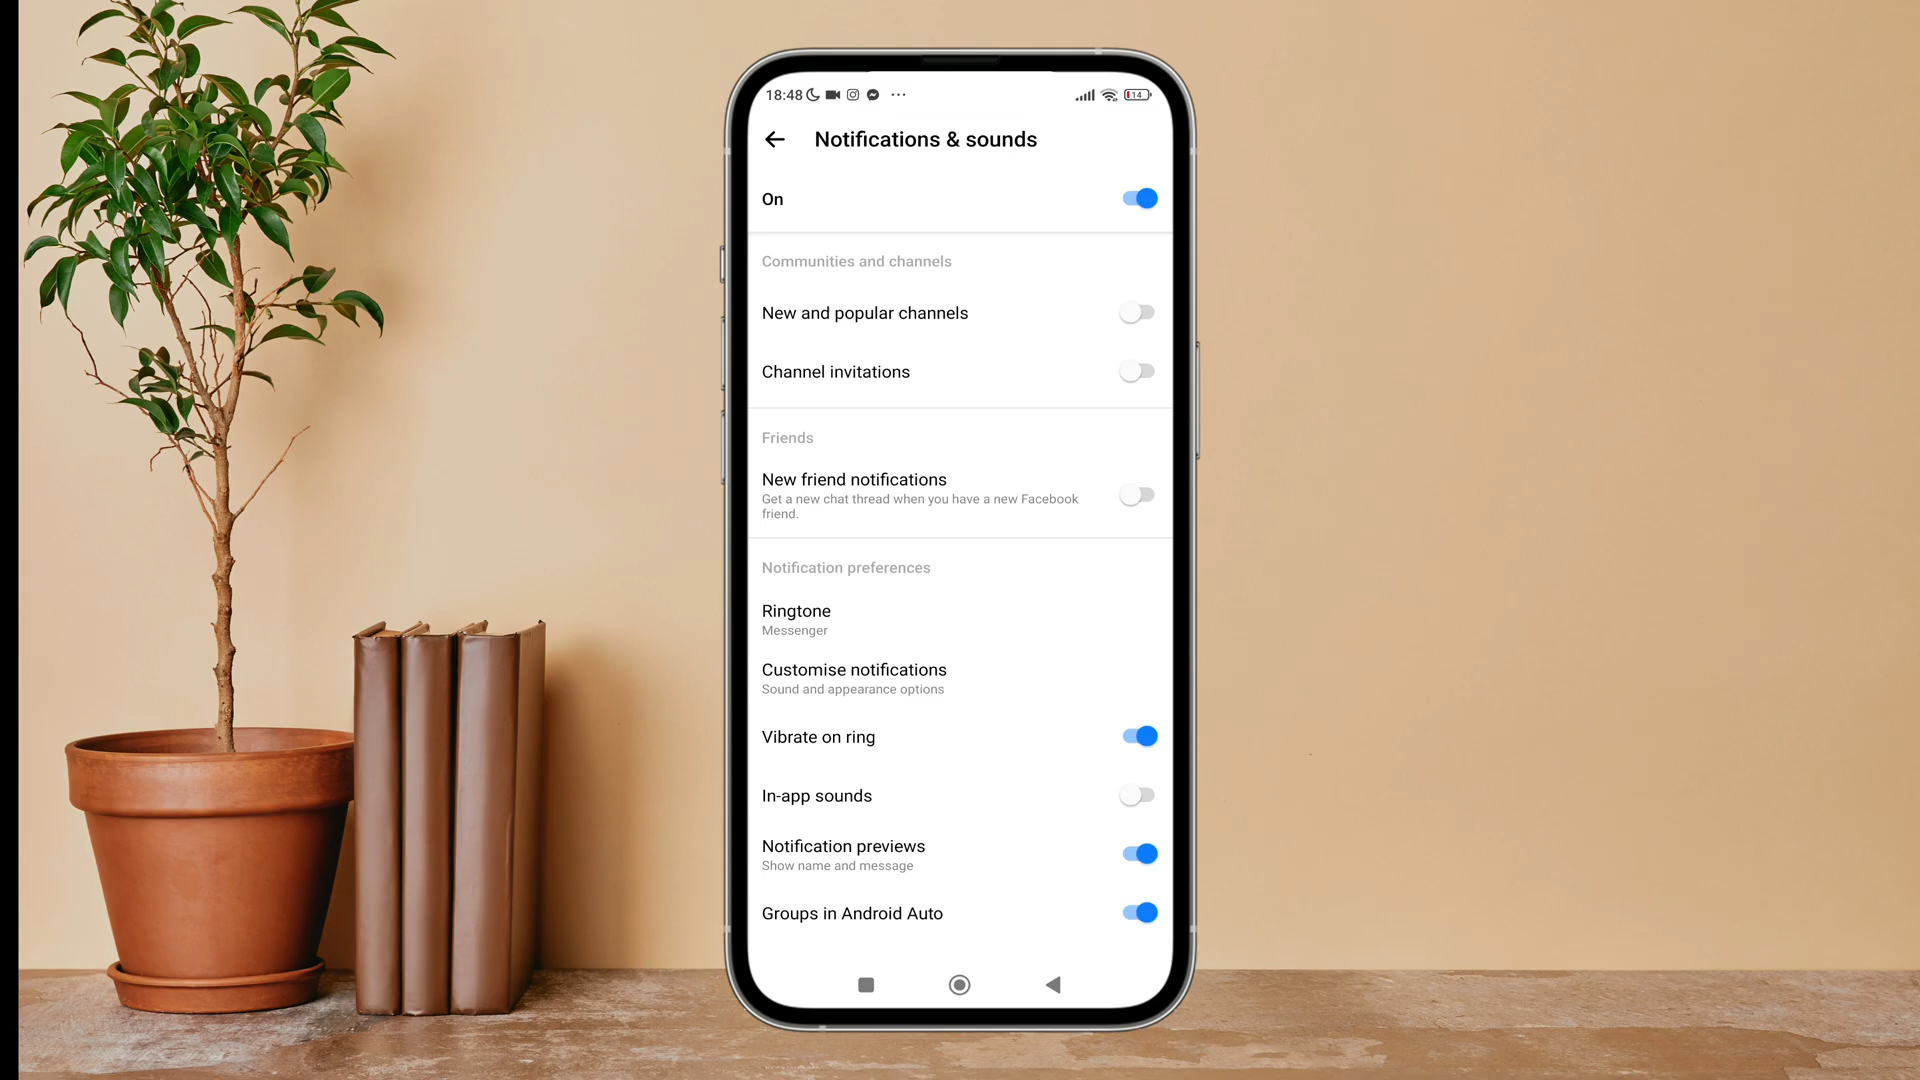 18:48 ... 14
Notifications & sounds
On
Communities and channels
New and popular channels
Channel invitations
Friends
New friend notifications
Get a new chat thread when you have a new Facebook
friend.
Notification preferences
Ringtone
Messenger
Customise notifications
Sound and appearance options
Vibrate on ring
In-app sounds
Notification previews
Show name and message
Groups in Android Auto